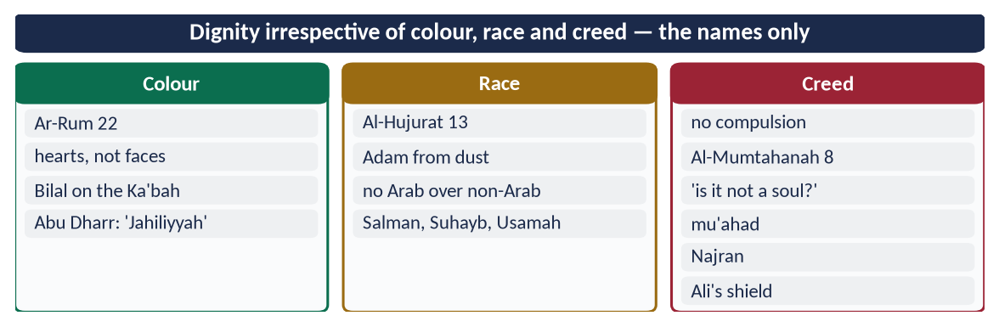 Dignity irrespective of colour, race and creed — the names only
Colour
Ar-Rum 22
hearts, not faces
Bilal on the Ka'bah
Abu Dharr: 'Jahiliyyah'
Race
Al-Hujurat 13
Adam from dust
no Arab over non-Arab
Salman, Suhayb, Usamah
Creed
no compulsion
Al-Mumtahanah 8
'is it not a soul?'
mu'ahad
Najran
Ali's shield